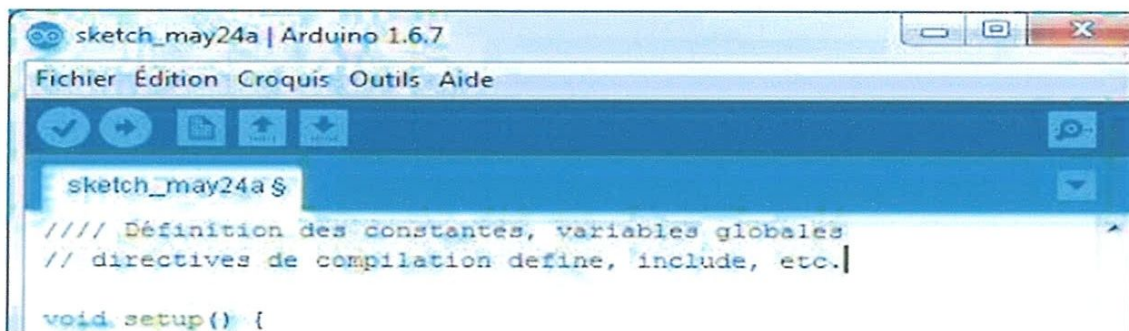 sketch_may24a | Arduino 1.6.7
Fichier Édition Croquis Outils Aide
sketch_may24a §
//// Définition des constantes, variables globales
// directives de compilation define, include, etc.
void setup() {